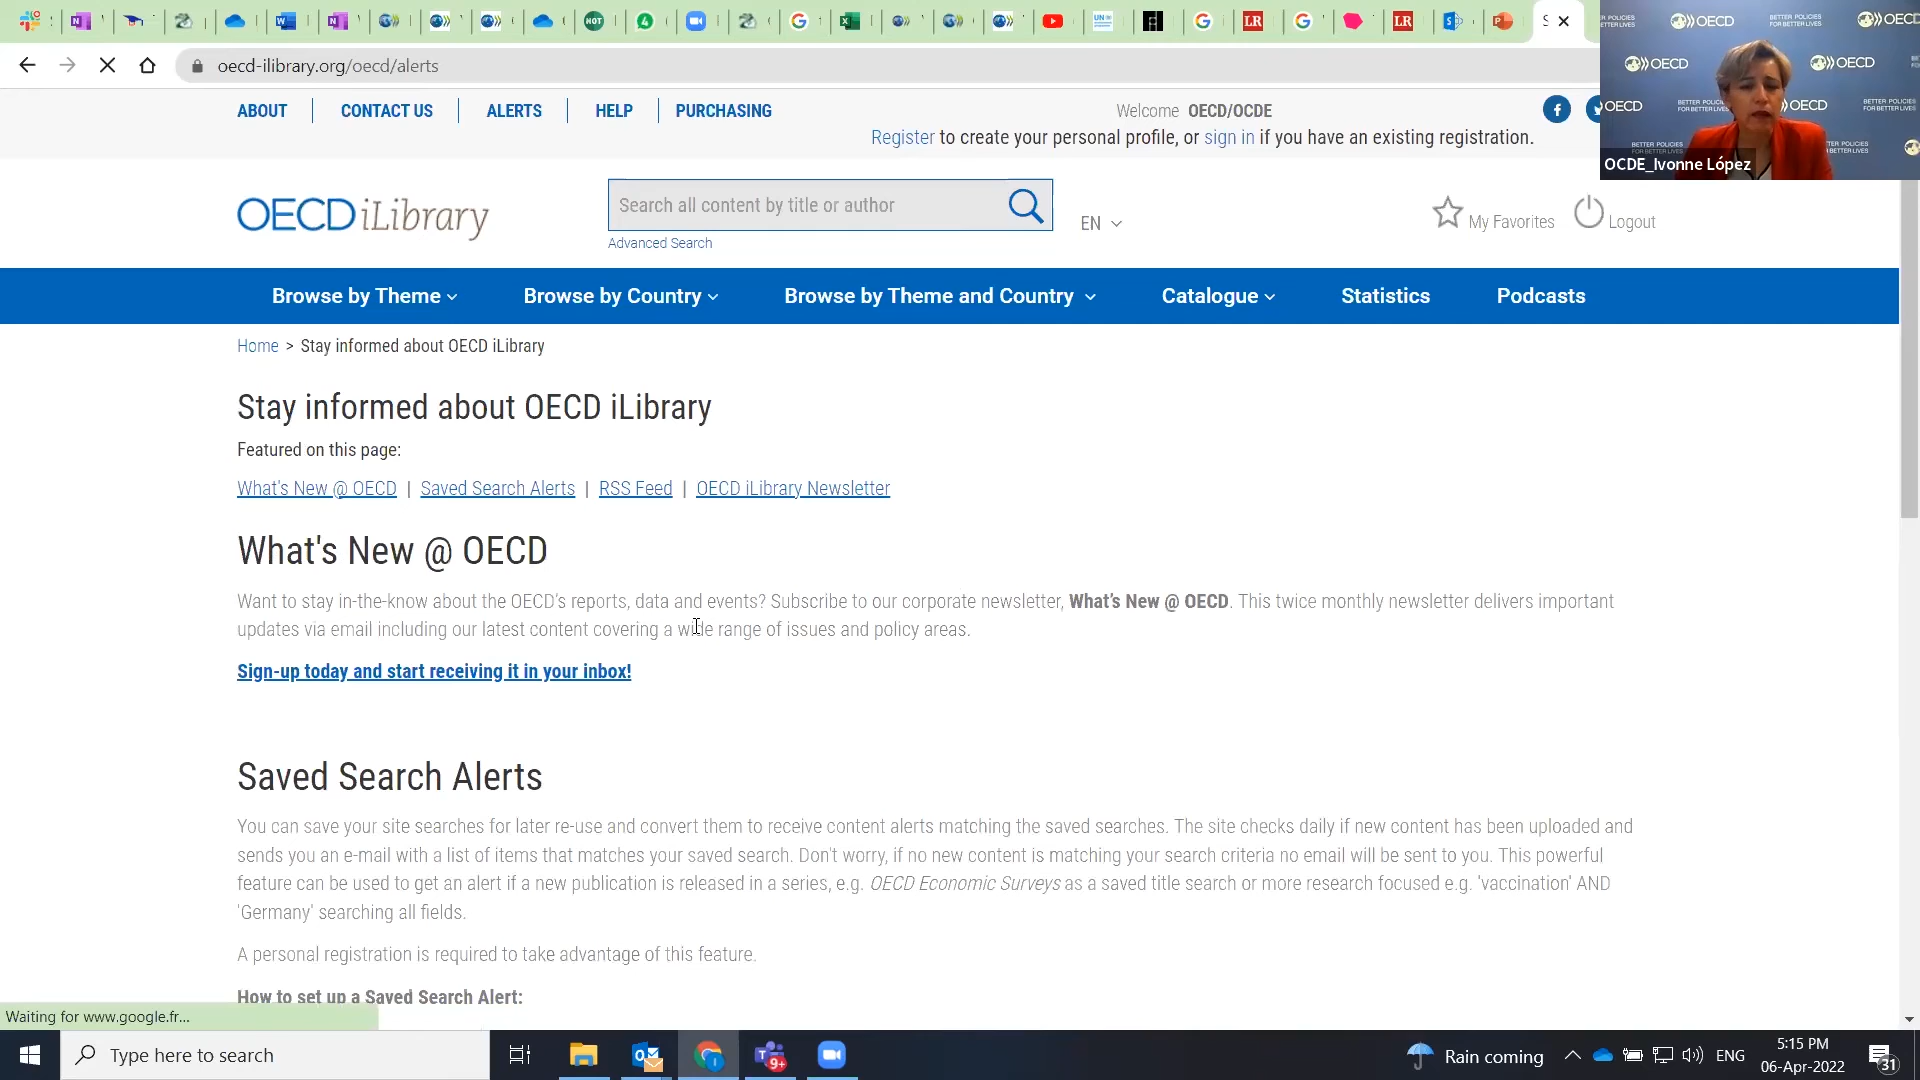 oecd-ilibrary.org/oecd/alerts
ABOUT
CONTACT US
ALERTS
HELP
PURCHASING
Welcome OECD/OCDE
Register to create your personal profile, or sign in if you have an existing registration.
OECD
OECD
OECD
OECD
OECD
OECD
BETTER POLICIES
FOR BETTER LIVES
OCDE_Ivonne López
OECD iLibrary
Search all content by title or author
Advanced Search
EN
My Favorites
Logout
Browse by Theme
Browse by Country
Browse by Theme and Country
Catalogue
Statistics
Podcasts
Home > Stay informed about OECD iLibrary
Stay informed about OECD iLibrary
Featured on this page:
What's New @ OECD | Saved Search Alerts | RSS Feed | OECD iLibrary Newsletter
What's New @ OECD
Want to stay in-the-know about the OECD's reports, data and events? Subscribe to our corporate newsletter, What's New @ OECD. This twice monthly newsletter delivers important
updates via email including our latest content covering a wide range of issues and policy areas.
Sign-up today and start receiving it in your inbox!
Saved Search Alerts
You can save your site searches for later re-use and convert them to receive content alerts matching the saved searches. The site checks daily if new content has been uploaded and
sends you an e-mail with a list of items that matches your saved search. Don't worry, if no new content is matching your search criteria no email will be sent to you. This powerful
feature can be used to get an alert if a new publication is released in a series, e.g. OECD Economic Surveys as a saved title search or more research focused e.g. 'vaccination' AND
'Germany' searching all fields.
A personal registration is required to take advantage of this feature.
How to set up a Saved Search Alert:
Waiting for www.google.fr...
Type here to search
9+
Rain coming
ENG
5:15 PM
06-Apr-2022
31